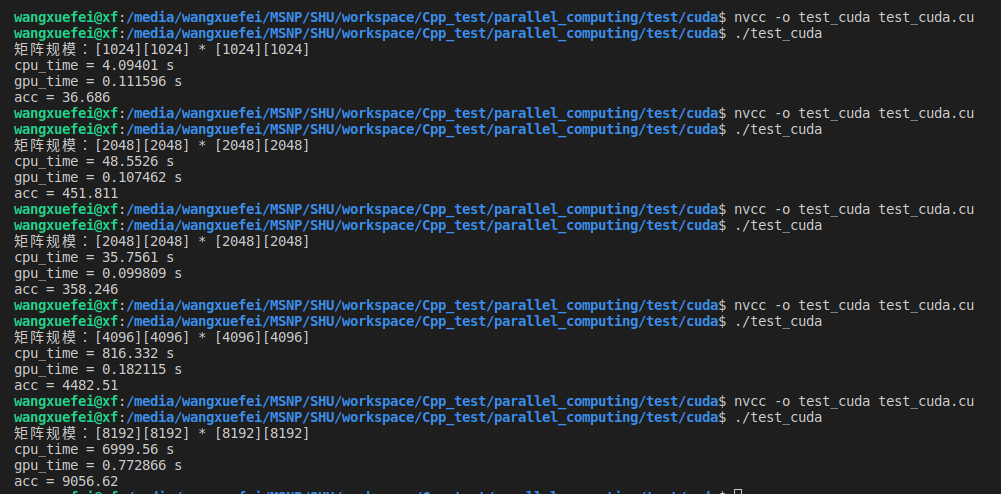 wangxuefei@xf:/media/wangxuefei/MSNP/SHU/workspace/Cpp_test/parallel_computing/test/cuda$ nvcc -o test_cuda test_cuda.cu
wangxuefei@xf:/media/wangxuefei/MSNP/SHU/workspace/Cpp_test/parallel_computing/test/cuda$ ./test_cuda
矩阵规模：[1024][1024] * [1024][1024]
cpu_time = 4.09401 s
gpu_time = 0.111596 s
acc = 36.686
wangxuefei@xf:/media/wangxuefei/MSNP/SHU/workspace/Cpp_test/parallel_computing/test/cuda$ nvcc -o test_cuda test_cuda.cu
wangxuefei@xf:/media/wangxuefei/MSNP/SHU/workspace/Cpp_test/parallel_computing/test/cuda$ ./test_cuda
矩阵规模：[2048][2048] * [2048][2048]
cpu_time = 48.5526 s
gpu_time = 0.107462 s
acc = 451.811
wangxuefei@xf:/media/wangxuefei/MSNP/SHU/workspace/Cpp_test/parallel_computing/test/cuda$ nvcc -o test_cuda test_cuda.cu
wangxuefei@xf:/media/wangxuefei/MSNP/SHU/workspace/Cpp_test/parallel_computing/test/cuda$ ./test_cuda
矩阵规模：[2048][2048] * [2048][2048]
cpu_time = 35.7561 s
gpu_time = 0.099809 s
acc = 358.246
wangxuefei@xf:/media/wangxuefei/MSNP/SHU/workspace/Cpp_test/parallel_computing/test/cuda$ nvcc -o test_cuda test_cuda.cu
wangxuefei@xf:/media/wangxuefei/MSNP/SHU/workspace/Cpp_test/parallel_computing/test/cuda$ ./test_cuda
矩阵规模：[4096][4096] * [4096][4096]
cpu_time = 816.332 s
gpu_time = 0.182115 s
acc = 4482.51
wangxuefei@xf:/media/wangxuefei/MSNP/SHU/workspace/Cpp_test/parallel_computing/test/cuda$ nvcc -o test_cuda test_cuda.cu
wangxuefei@xf:/media/wangxuefei/MSNP/SHU/workspace/Cpp_test/parallel_computing/test/cuda$ ./test_cuda
矩阵规模：[8192][8192] * [8192][8192]
cpu_time = 6999.56 s
gpu_time = 0.772866 s
acc = 9056.62
wangxuefei@xf:/media/wangxuefei/MSNP/SHU/workspace/Cpp_test/parallel_computing/test/cuda$